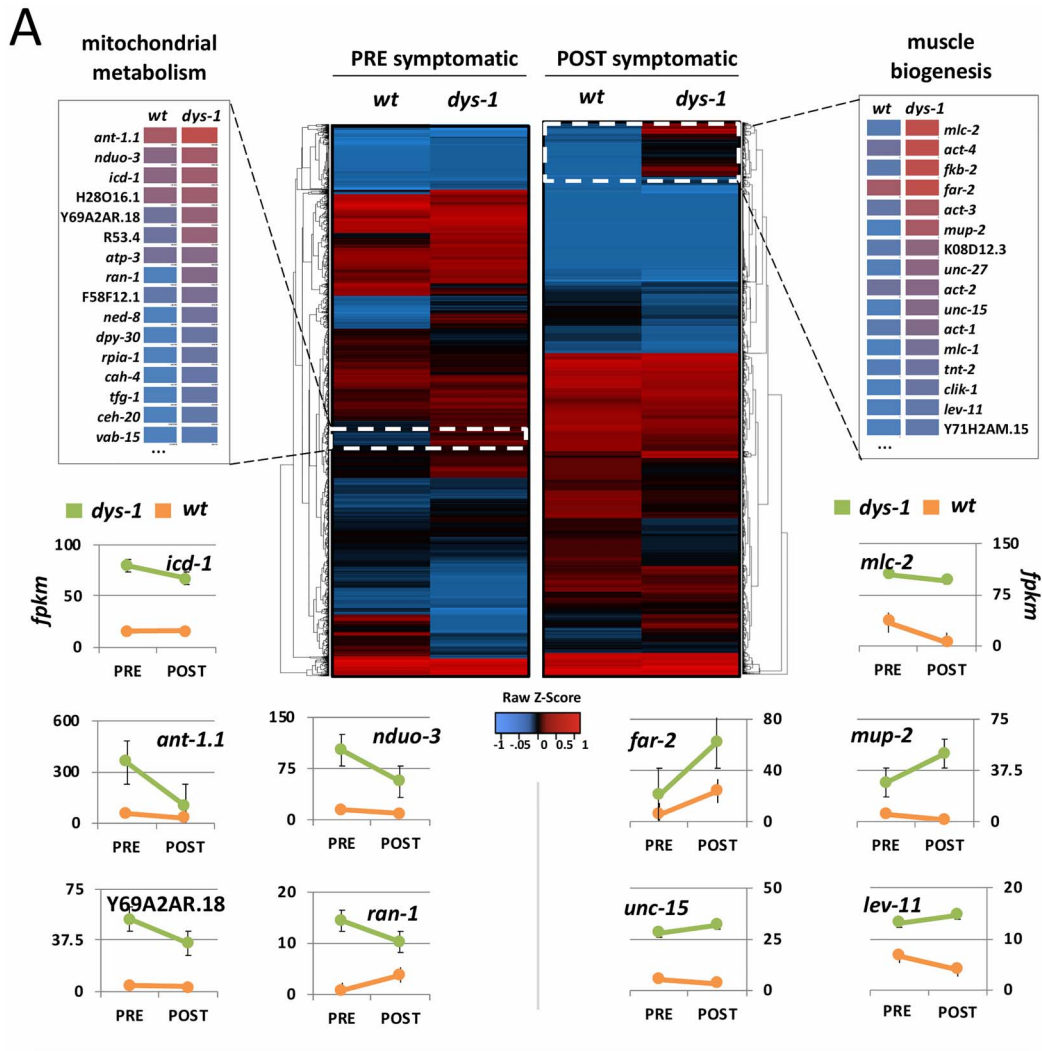 A
mitochondrial
metabolism
PRE symptomatic
POST symptomatic
muscle
biogenesis
wt
dys-1
wt
dys-1
wt
dys-1
wt
dys-1
ant-1.1
nduo-3
icd-1
H28O16.1
Y69A2AR.18
R53.4
atp-3
ran-1
F58F12.1
ned-8
dpy-30
rpia-1
cah-4
tfg-1
ceh-20
vab-15
...
mlc-2
act-4
fkb-2
far-2
act-3
mup-2
K08D12.3
unc-27
act-2
unc-15
act-1
mlc-1
tnt-2
clik-1
lev-11
Y71H2AM.15
...
dys-1 wt
100
50
0
fpkm
icd-1
PRE POST
dys-1 wt
mlc-2
150
75
0
fpkm
PRE POST
Raw Z-Score
-1 -.05 0 0.5 1
600
300
0
ant-1.1
PRE POST
150
75
0
nduo-3
PRE POST
far-2
80
40
0
PRE POST
mup-2
75
37.5
0
PRE POST
75
37.5
0
Y69A2AR.18
PRE POST
20
10
0
ran-1
PRE POST
unc-15
50
25
0
PRE POST
lev-11
20
10
0
PRE POST